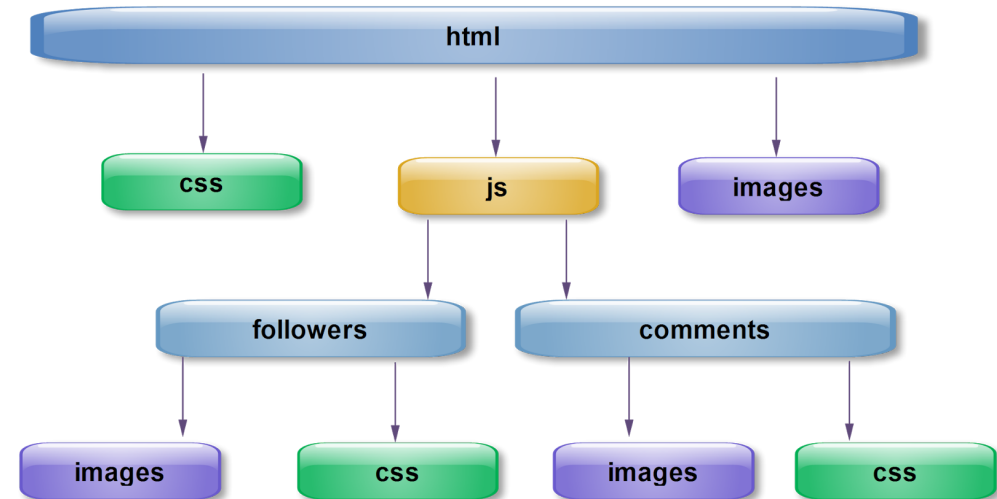 html
css
js
images
followers
comments
images
css
images
css